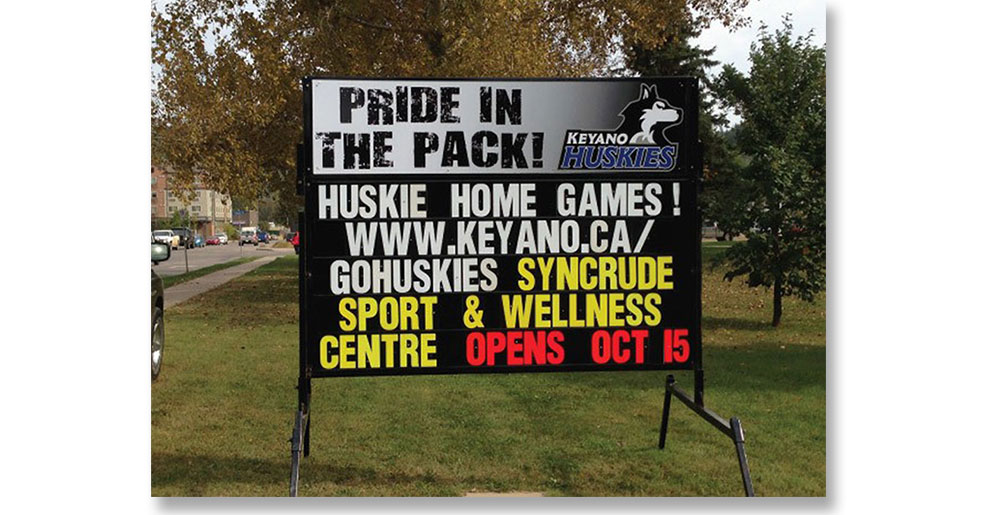 PRIDE IN
THE PACK!
KEYANO
HUSKIES
HUSKIE HOME GAMES!
WWW.KEYANO.CA/
GOHUSKIES SYNCRUDE
SPORT & WELLNESS
CENTRE OPENS OCT 15